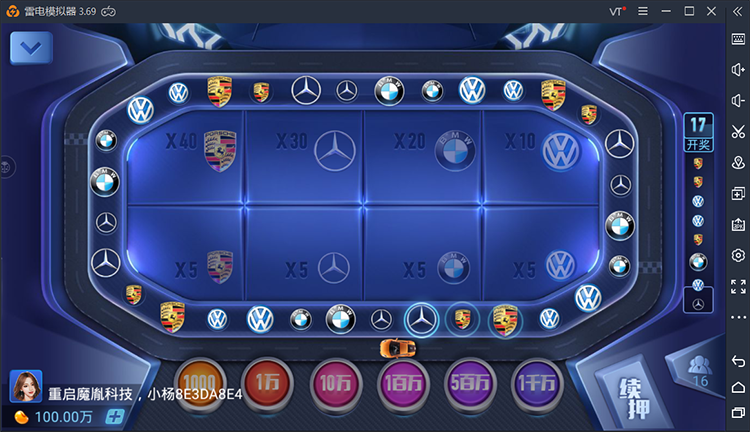 雷电模拟器 3.69
VT
17
开奖
X40
X30
X20
X10
X5
X5
X5
X5
1000
1万
10万
1百万
5百万
1千万
续押
16
重启魔胤科技，小杨8E3DA8E4
100.00万